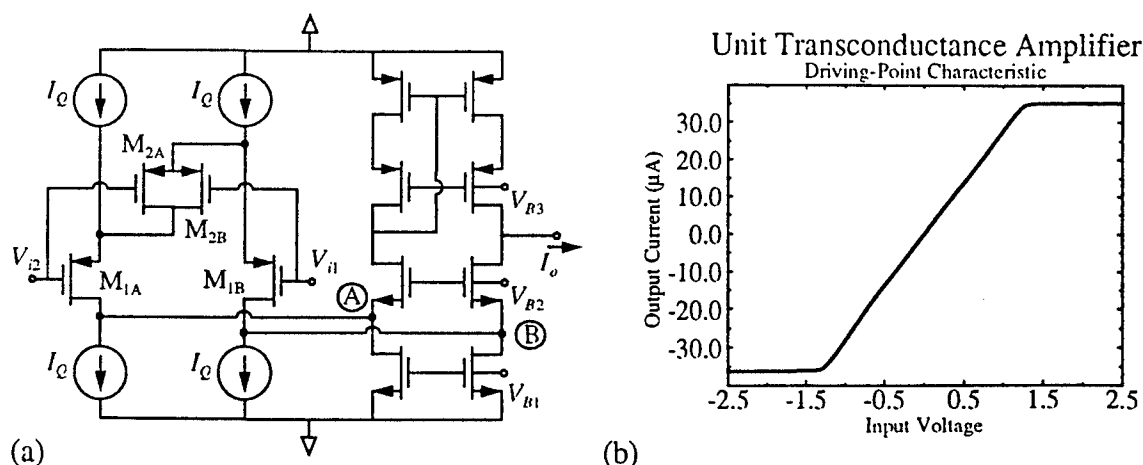 I_Q
I_Q
M_2A
M_2B
V_i2
M_1A
M_1B
V_i1
A
B
V_B3
V_B2
V_B1
I_o
I_Q
I_Q
(a)
Unit Transconductance Amplifier
Driving-Point Characteristic
Output Current (µA)
30.0
20.0
10.0
0.0
-10.0
-20.0
-30.0
-2.5 -1.5 -0.5 0.5 1.5 2.5
Input Voltage
(b)